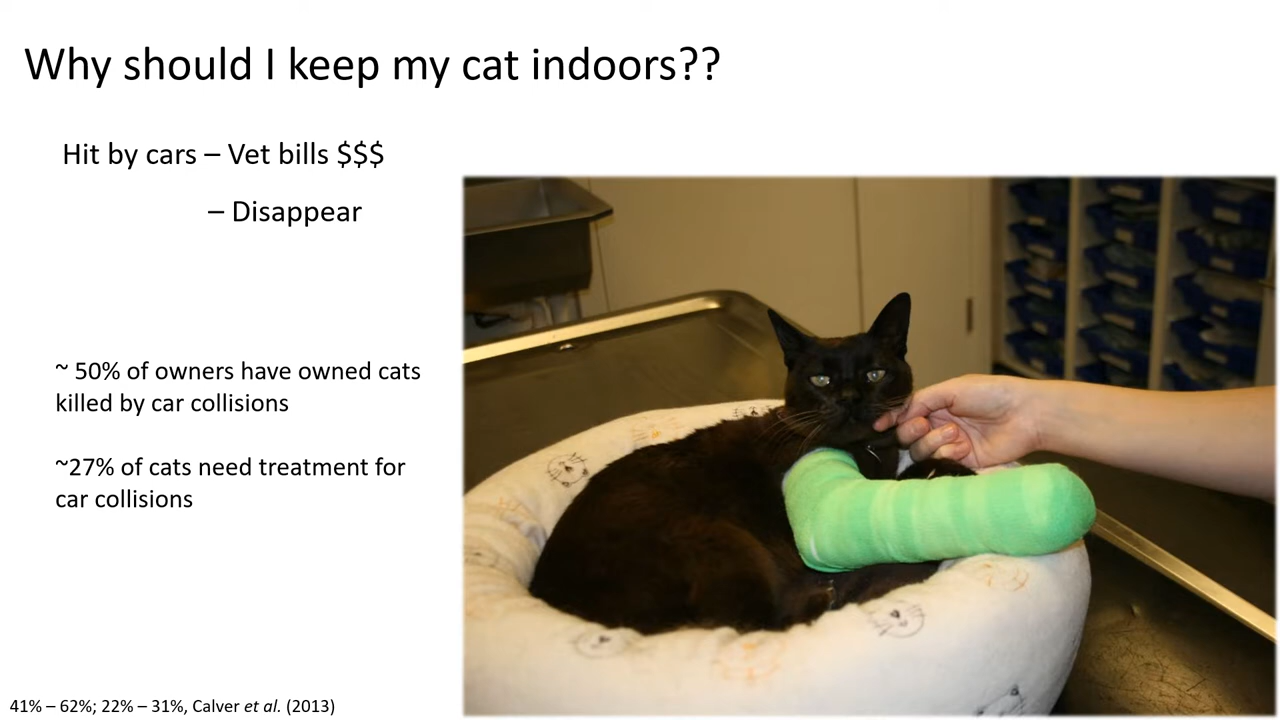 Why should I keep my cat indoors??
Hit by cars – Vet bills $$$
– Disappear
~ 50% of owners have owned cats
killed by car collisions
~27% of cats need treatment for
car collisions
41% – 62%; 22% – 31%, Calver et al. (2013)